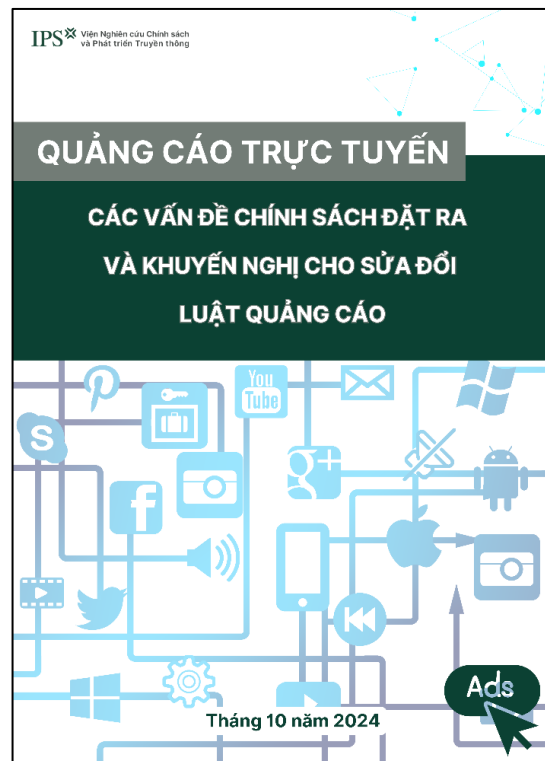 IPS
Viện Nghiên cứu Chính sách
và Phát triển Truyền thông
QUẢNG CÁO TRỰC TUYẾN
CÁC VẤN ĐỀ CHÍNH SÁCH ĐẶT RA
VÀ KHUYẾN NGHỊ CHO SỬA ĐỔI
LUẬT QUẢNG CÁO
You
Tube
S
f
g+
Ads
Tháng 10 năm 2024